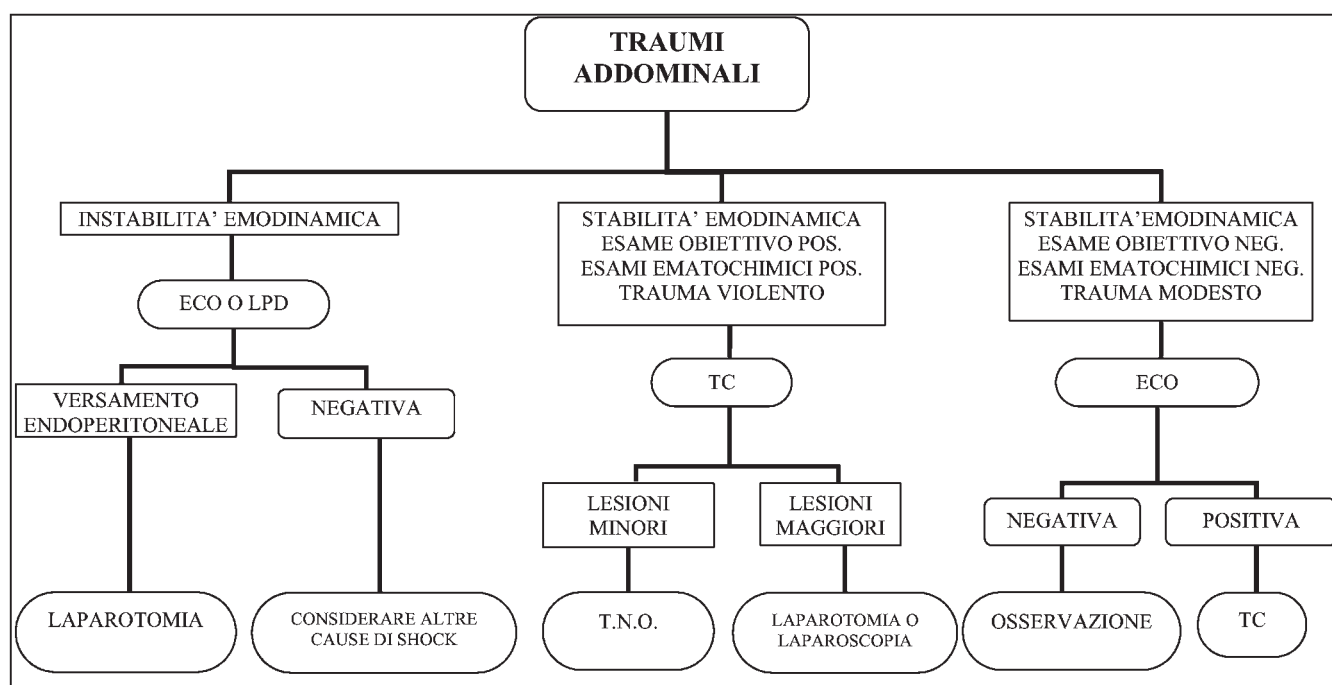 TRAUMI
ADDOMINALI
INSTABILITA’ EMODINAMICA
STABILITA’ EMODINAMICA
ESAME OBIETTIVO POS.
ESAMI EMATOCHIMICI POS.
TRAUMA VIOLENTO
STABILITA’EMODINAMICA
ESAME OBIETTIVO NEG.
ESAMI EMATOCHIMICI NEG.
TRAUMA MODESTO
ECO O LPD
TC
ECO
VERSAMENTO
ENDOPERITONEALE
NEGATIVA
LESIONI
MINORI
LESIONI
MAGGIORI
NEGATIVA
POSITIVA
LAPAROTOMIA
CONSIDERARE ALTRE
CAUSE DI SHOCK
T.N.O.
LAPAROTOMIA O
LAPAROSCOPIA
OSSERVAZIONE
TC